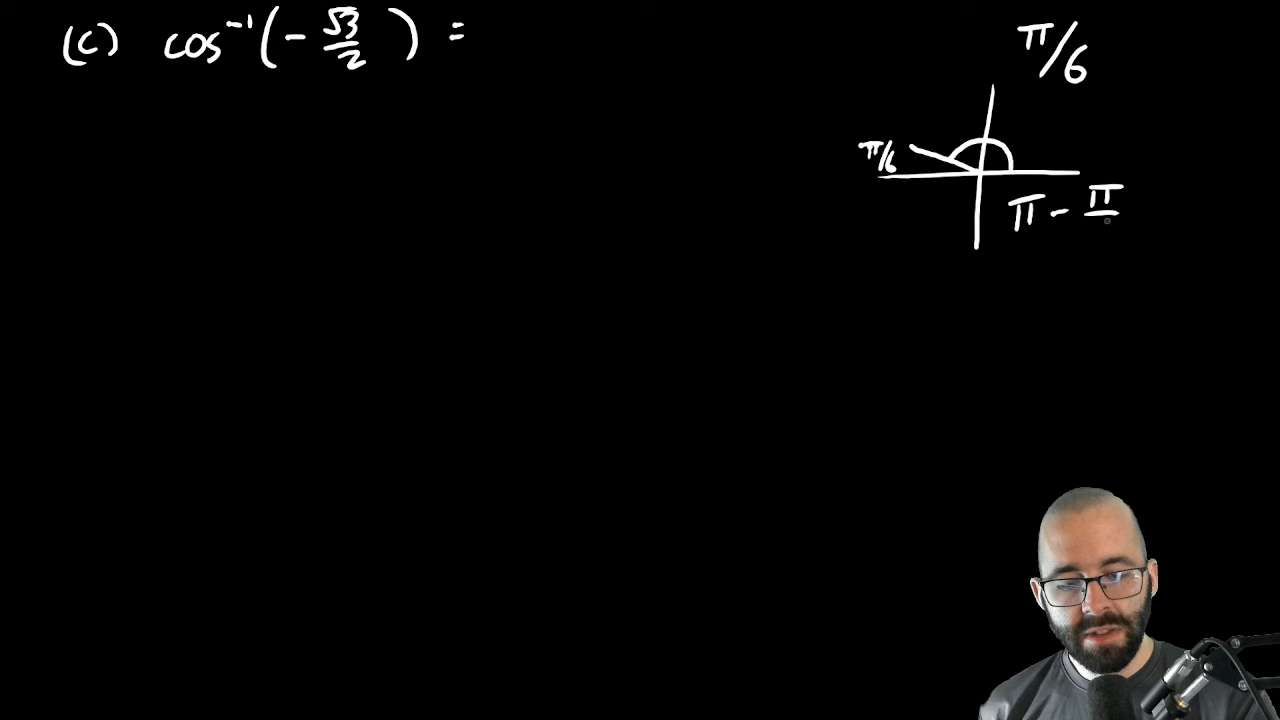 (c) cos⁻¹(-√3/2) =
π/6
π/6
π - π